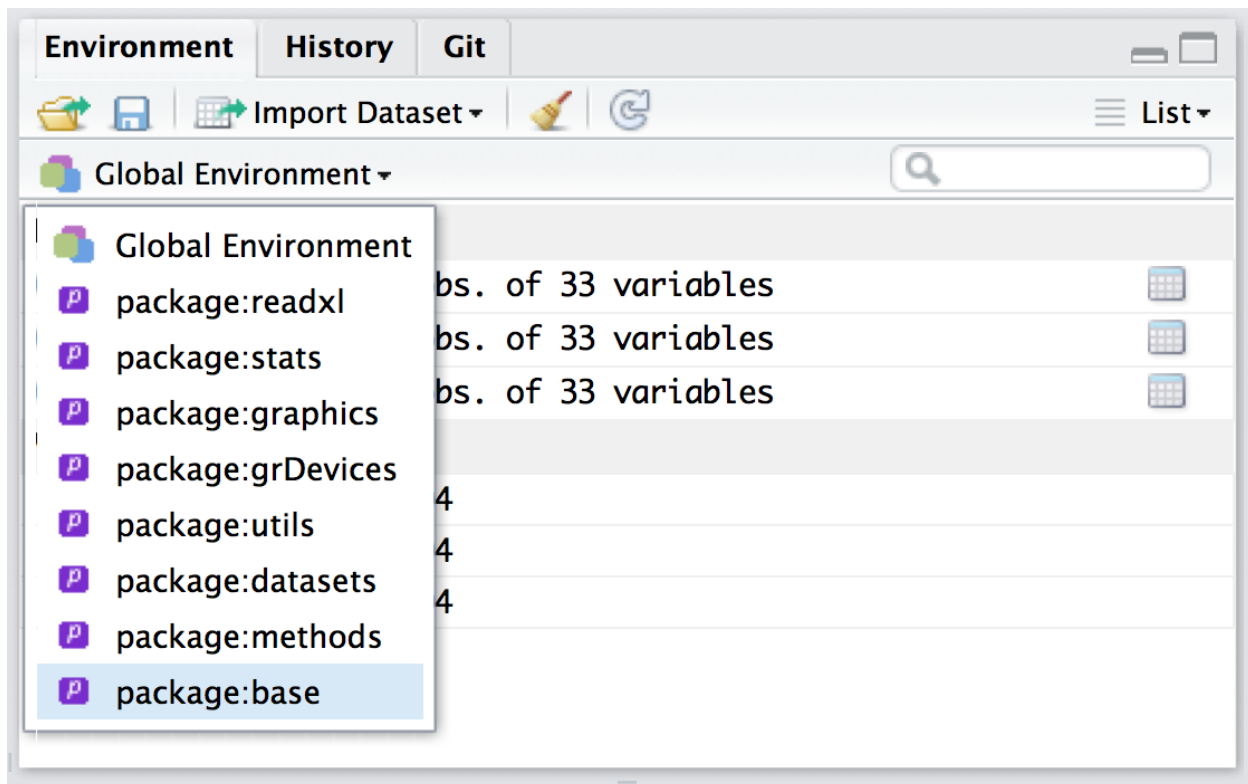 Environment History Git
Import Dataset List
Global Environment
Global Environment
package:readxl
bs. of 33 variables
package:stats
bs. of 33 variables
package:graphics
bs. of 33 variables
package:grDevices
4
package:utils
4
package:datasets
4
package:methods
package:base